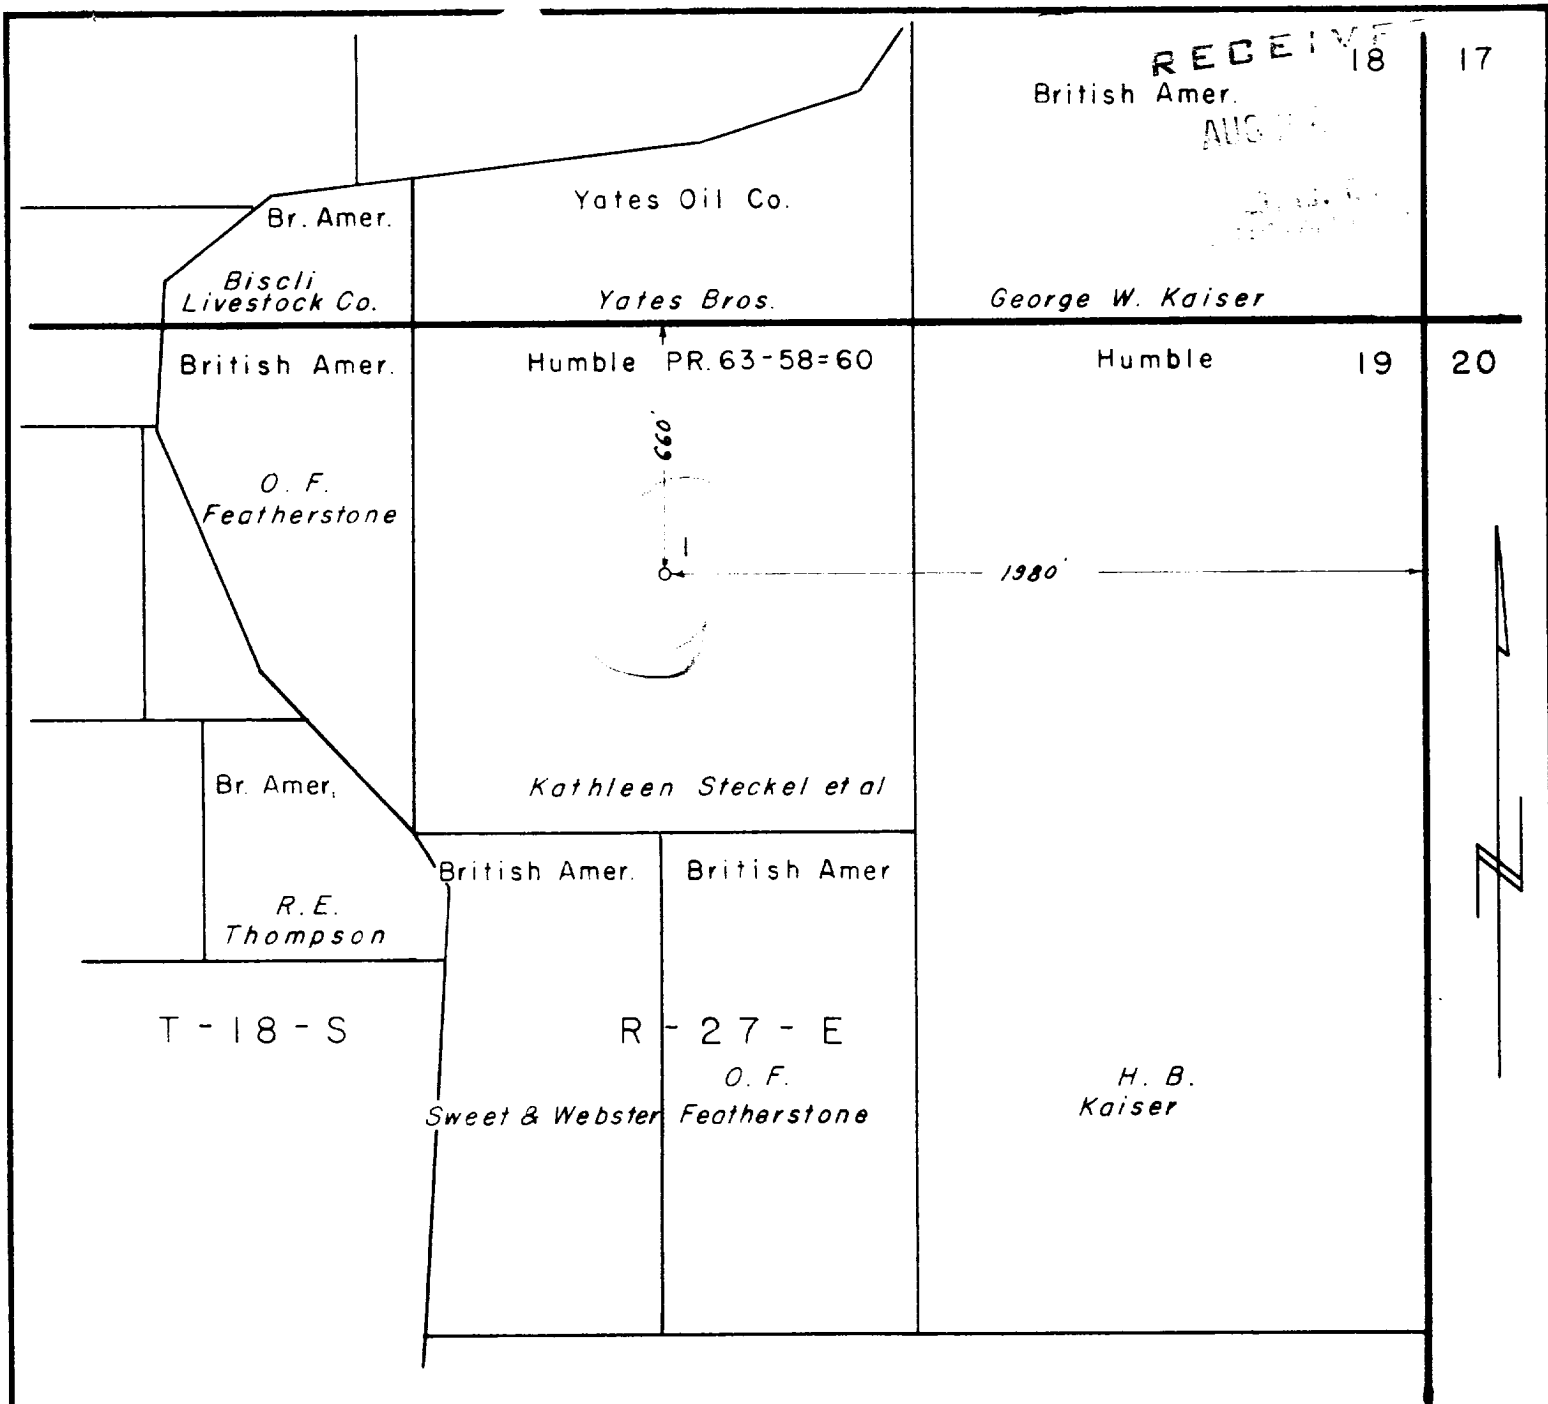 RECEIVE
18
17
British Amer.
AUG
Yates Oil Co.
Br. Amer.
Biscli
Livestock Co.
Yates Bros.
George W. Kaiser
British Amer.
Humble PR. 63-58=60
Humble
19
20
660'
O. F.
Featherstone
1
1980'
Br. Amer.
Kathleen Steckel et al
British Amer.
British Amer
R. E.
Thompson
T-18-S
R-27-E
O. F.
Featherstone
H. B.
Kaiser
Sweet & Webster